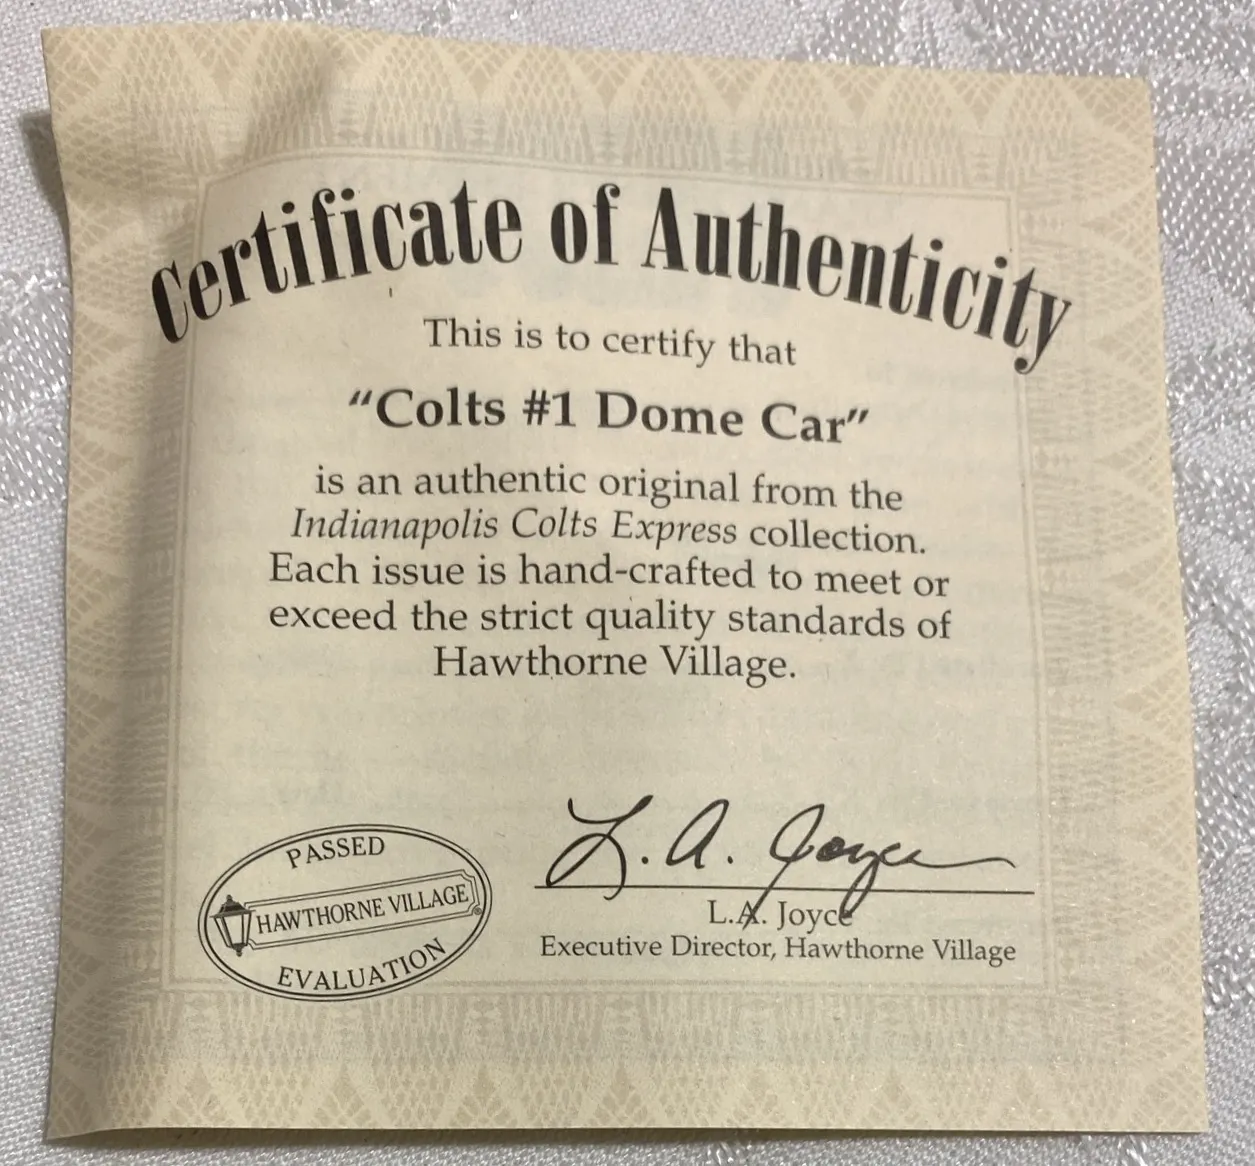 Certificate of Authenticity
This is to certify that
“Colts #1 Dome Car”
is an authentic original from the
Indianapolis Colts Express collection.
Each issue is hand-crafted to meet or
exceed the strict quality standards of
Hawthorne Village.
PASSED
HAWTHORNE VILLAGE®
EVALUATION
L. A. Joyce
L.A. Joyce
Executive Director, Hawthorne Village